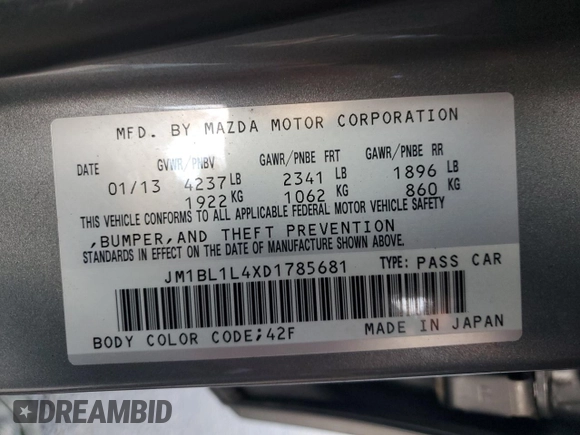 MFD. BY MAZDA MOTOR CORPORATION
DATE GVWR/PNBV GAWR/PNBE FRT GAWR/PNBE RR
01/13 4237 LB 2341 LB 1896 LB
1922 KG 1062 KG 860 KG
THIS VEHICLE CONFORMS TO ALL APPLICABLE FEDERAL MOTOR VEHICLE SAFETY
,BUMPER,AND THEFT PREVENTION
STANDARDS IN EFFECT ON THE DATE OF MANUFACTURE SHOWN ABOVE.
JM1BL1L4XD1785681 TYPE: PASS CAR
BODY COLOR CODE;42F MADE IN JAPAN
DREAMBID